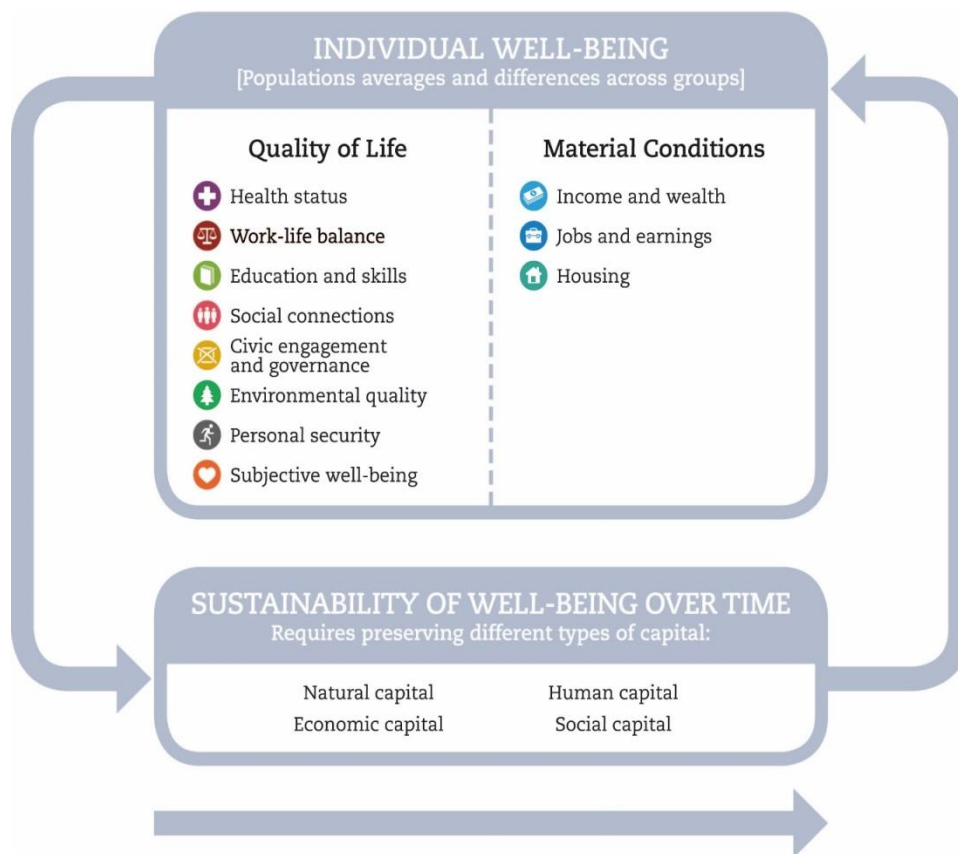 INDIVIDUAL WELL-BEING
[Populations averages and differences across groups]
Quality of Life
Health status
Work-life balance
Education and skills
Social connections
Civic engagement
and governance
Environmental quality
Personal security
Subjective well-being
Material Conditions
Income and wealth
Jobs and earnings
Housing
SUSTAINABILITY OF WELL-BEING OVER TIME
Requires preserving different types of capital:
Natural capital
Human capital
Economic capital
Social capital